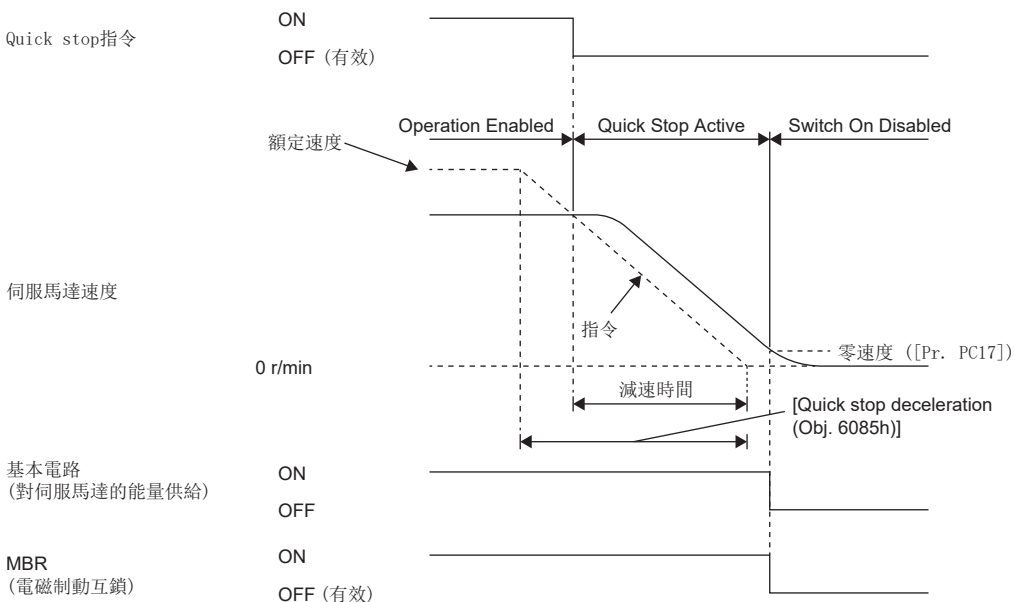 Quick stop指令
ON
OFF (有效)
Operation Enabled
Quick Stop Active
Switch On Disabled
額定速度
伺服馬達速度
指令
零速度 ([Pr. PC17])
0 r/min
減速時間
[Quick stop deceleration
(Obj. 6085h)]
基本電路
(對伺服馬達的能量供給)
ON
OFF
MBR
(電磁制動互鎖)
ON
OFF (有效)